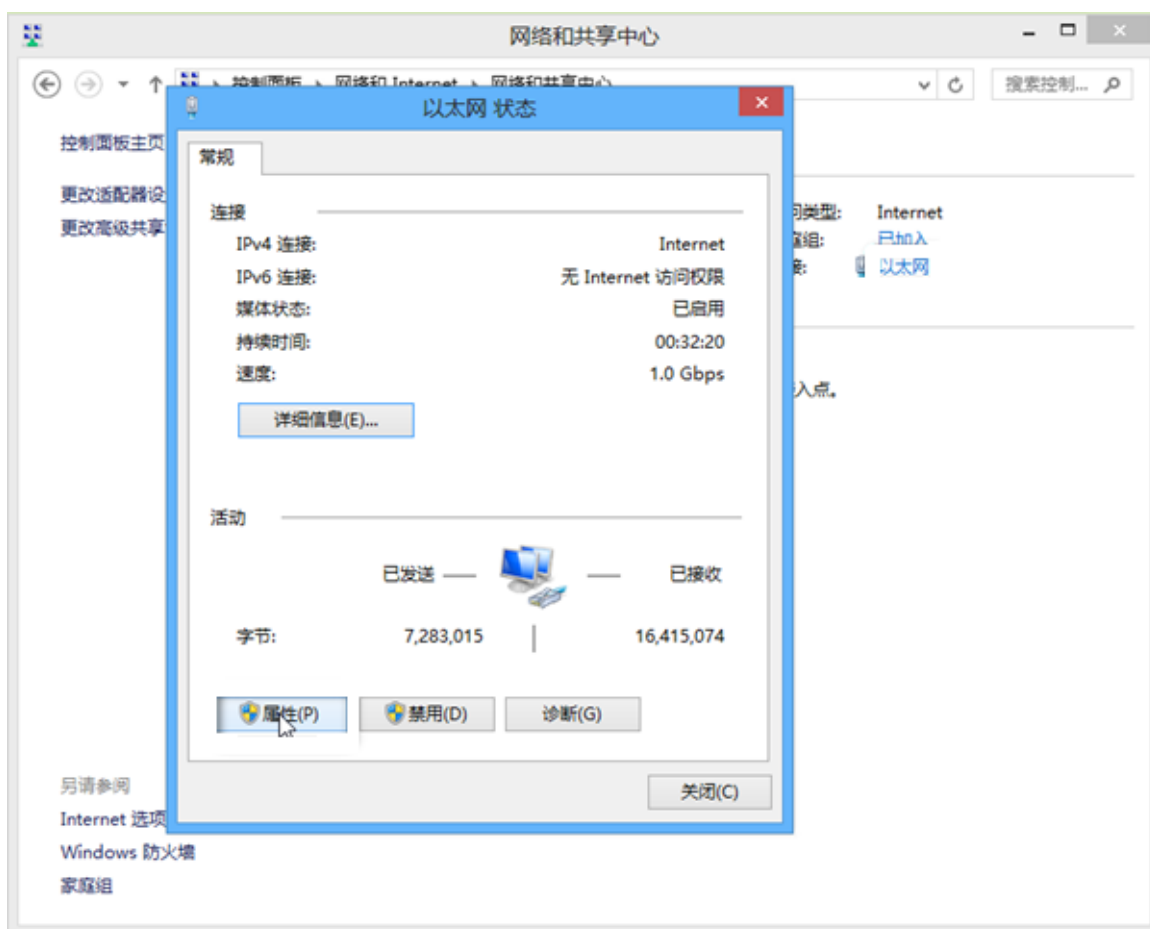 网络和共享中心
控制面板 网络和 Internet 网络和共享中心
搜索控制...
以太网 状态
控制面板主页
常规
更改适配器设
更改高级共享
连接
IPv4 连接: Internet
IPv6 连接: 无 Internet 访问权限
媒体状态: 已启用
持续时间: 00:32:20
速度: 1.0 Gbps
详细信息(E)...
问类型: Internet
庭组: 已加入
以太网
入点。
活动
已发送 — — 已接收
字节: 7,283,015 16,415,074
属性(P) 禁用(D) 诊断(G)
关闭(C)
另请参阅
Internet 选项
Windows 防火墙
家庭组